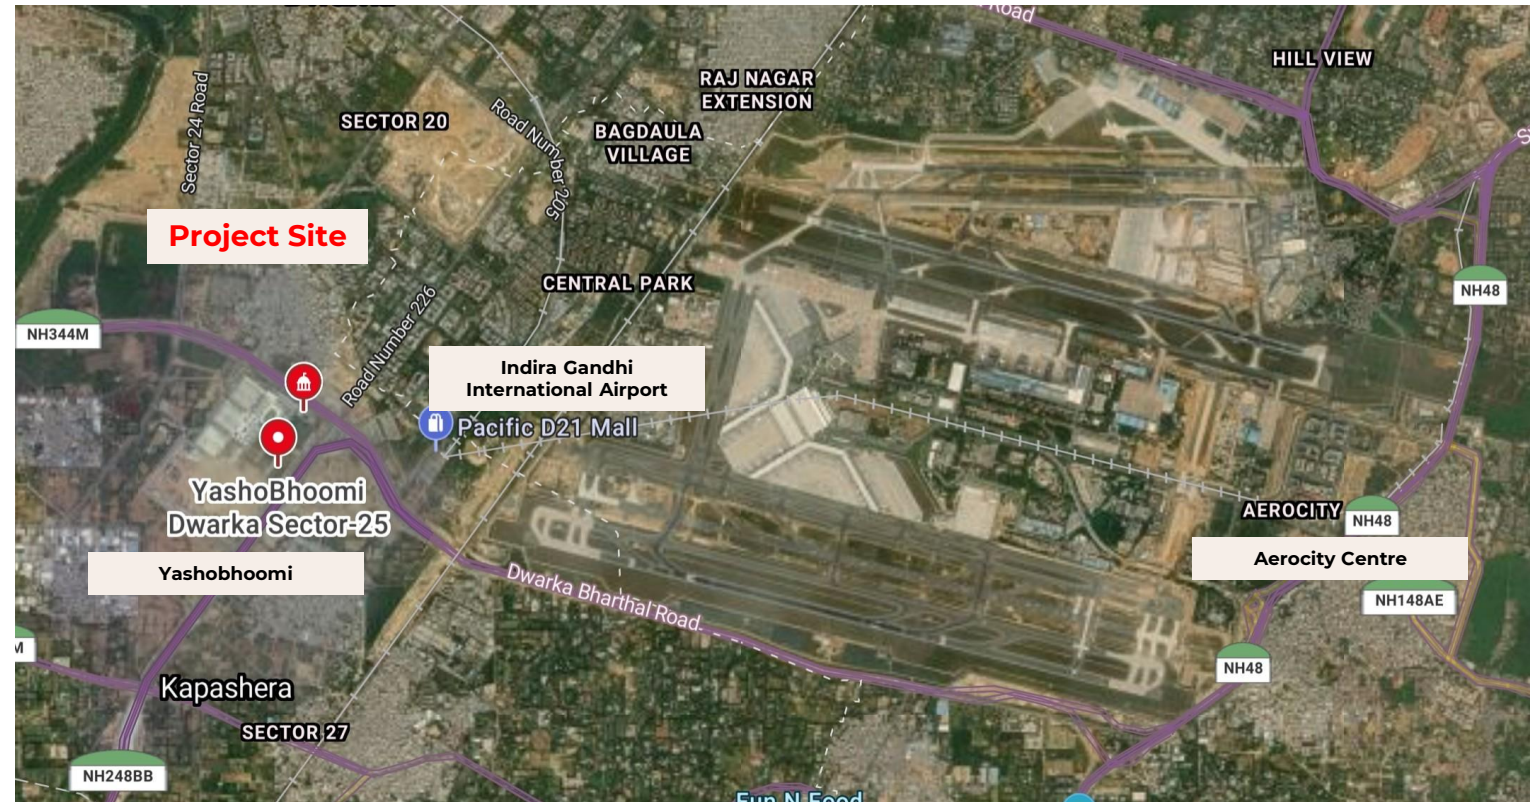 Road
HILL VIEW
RAJ NAGAR
EXTENSION
Sector 24 Road
SECTOR 20
Road Number 205
BAGDAULA
VILLAGE
Project Site
CENTRAL PARK
NH48
Road Number 226
NH344M
Indira Gandhi
International Airport
Pacific D21 Mall
YashoBhoomi
Dwarka Sector-25
AEROCITY
NH48
Yashobhoomi
Aerocity Centre
Dwarka Bharthal Road
NH148AE
M
NH48
Kapashera
SECTOR 27
NH248BB
Fun N Food